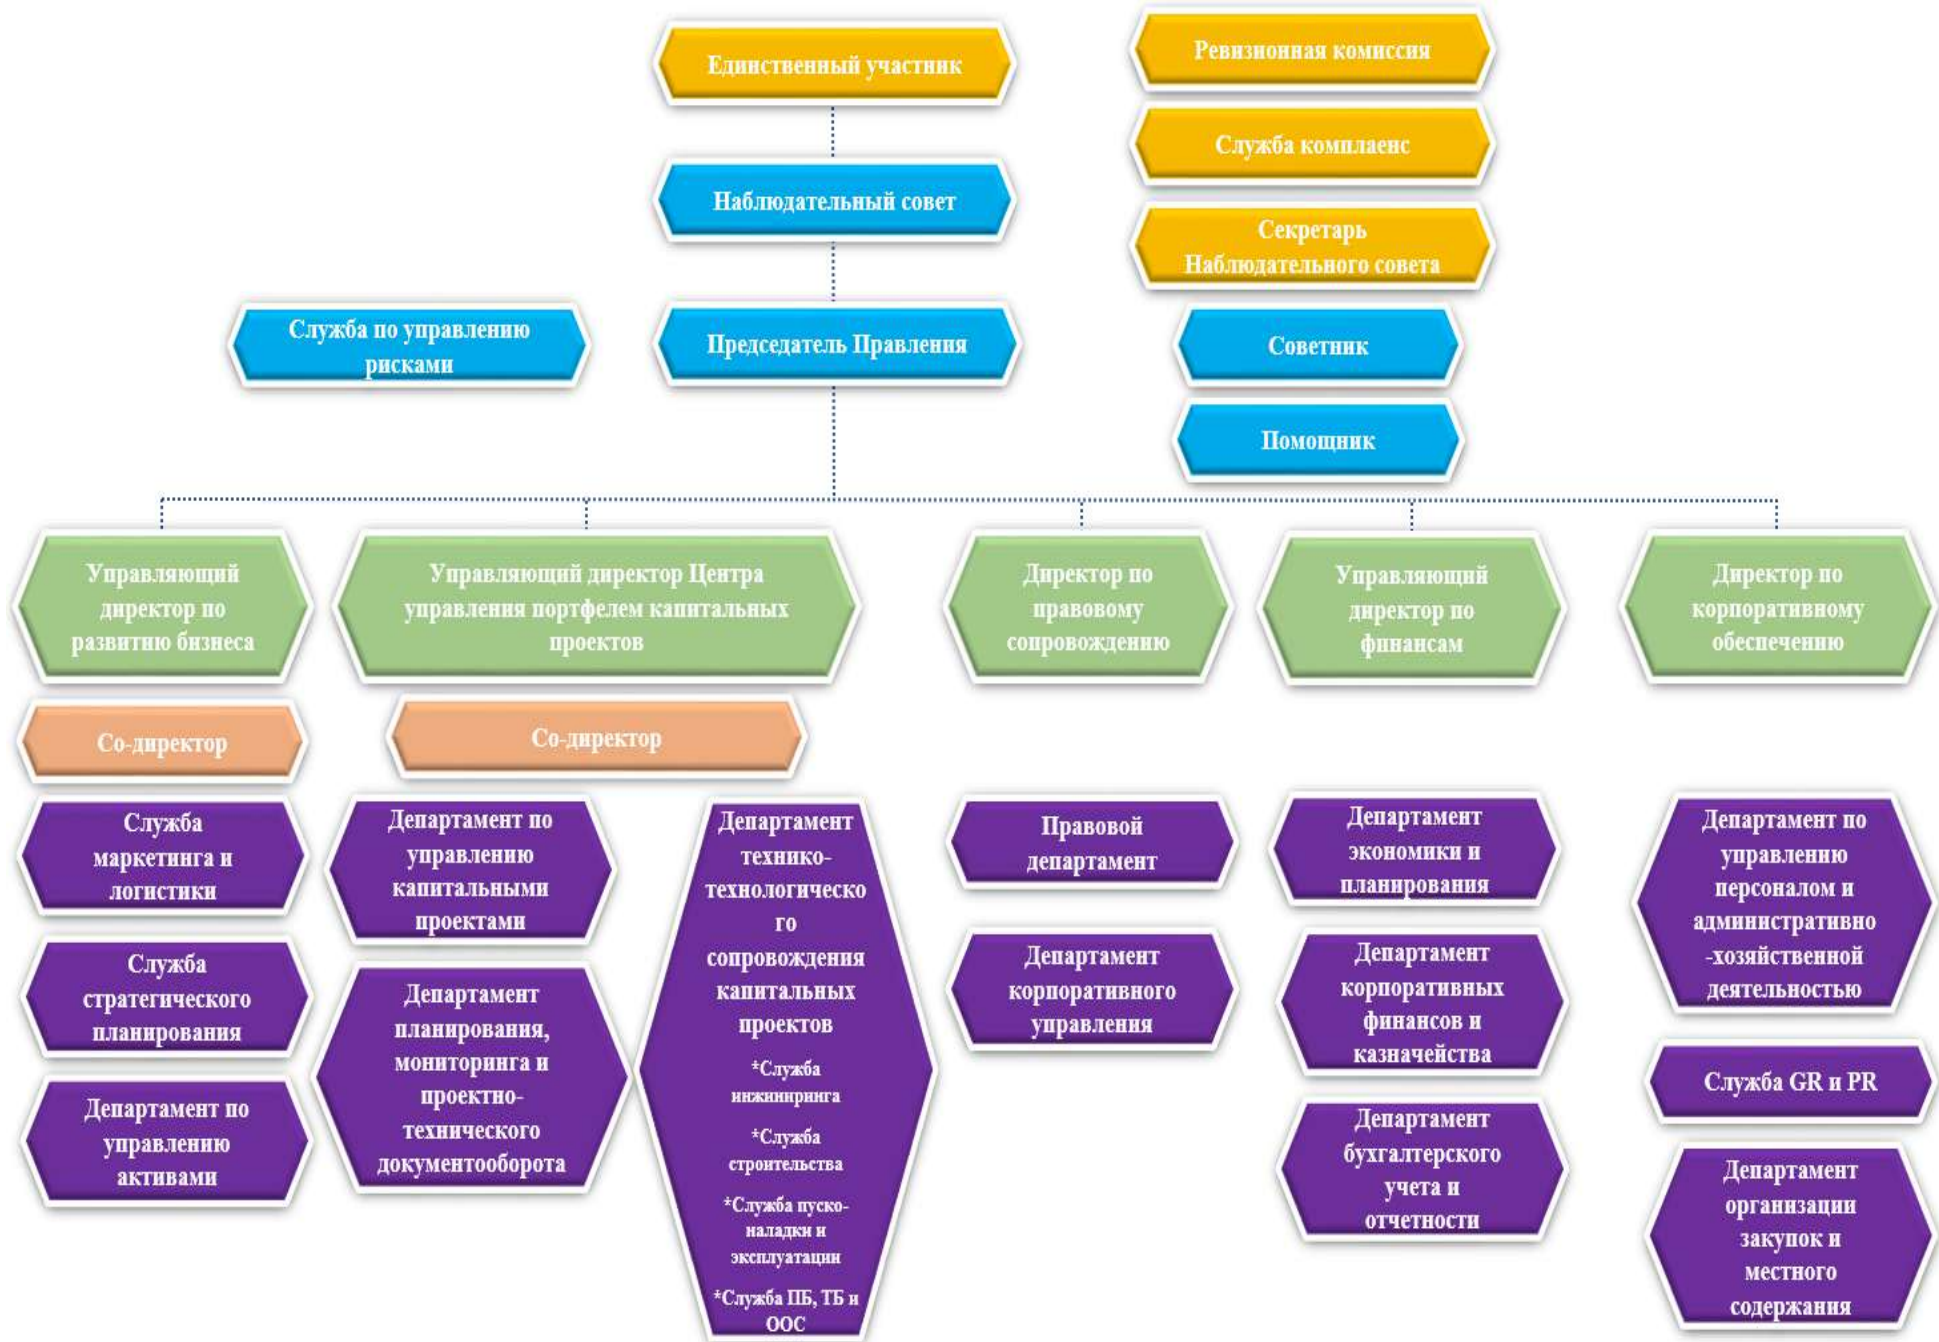 Единственный участник
Ревизионная комиссия
Служба комплаенс
Наблюдательный совет
Секретарь
Наблюдательного совета
Служба по управлению
рисками
Председатель Правления
Советник
Помощник
Управляющий
директор по
развитию бизнеса
Управляющий директор Центра
управления портфелем капитальных
проектов
Директор по
правовому
сопровождению
Управляющий
директор по
финансам
Директор по
корпоративному
обеспечению
Со-директор
Со-директор
Служба
маркетинга и
логистики
Служба
стратегического
планирования
Департамент по
управлению
активами
Департамент по
управлению
капитальными
проектами
Департамент
планирования,
мониторинга и
проектно-
технического
документооборота
Департамент
технико-
технологическо
го
сопровождения
капитальных
проектов
*Служба
инжиниринга
*Служба
строительства
*Служба пуско-
наладки и
эксплуатации
*Служба ПБ, ТБ и
ООС
Правовой
департамент
Департамент
корпоративного
управления
Департамент
экономики и
планирования
Департамент
корпоративных
финансов и
казначейства
Департамент
бухгалтерского
учета и
отчетности
Департамент по
управлению
персоналом и
административно
-хозяйственной
деятельностью
Служба GR и PR
Департамент
организации
закупок и
местного
содержания